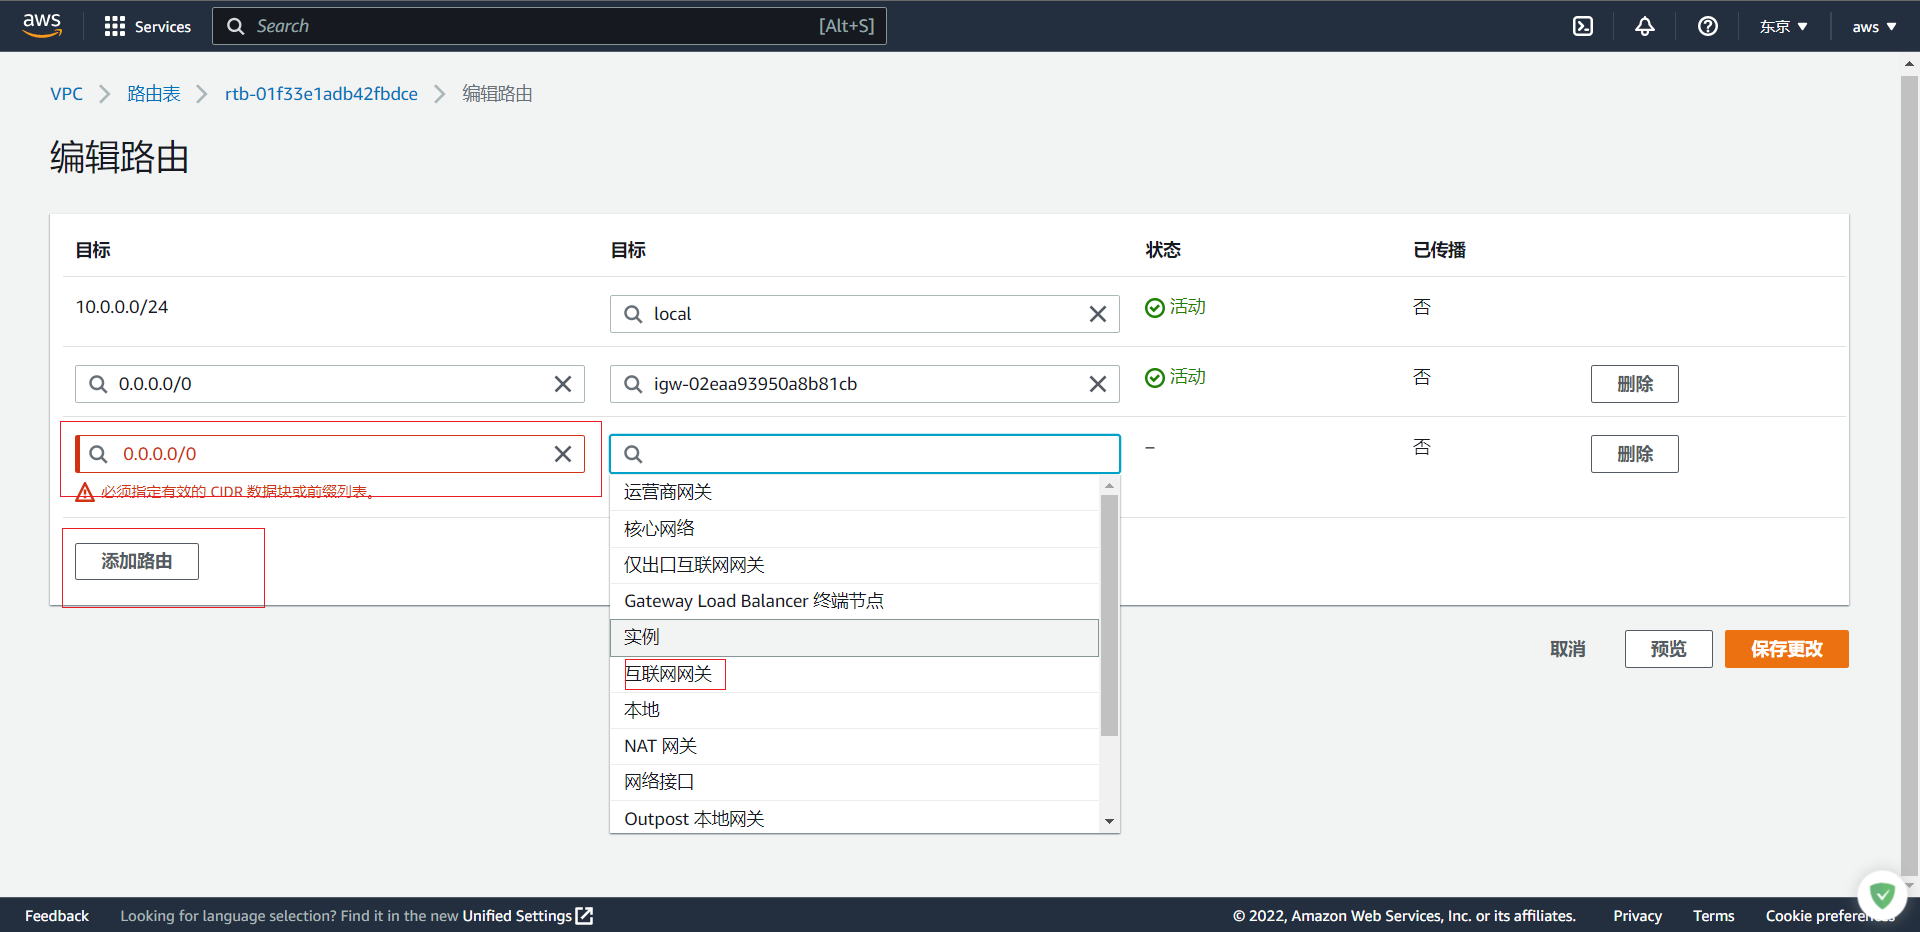 aws
Services
Search
[Alt+S]
东京
aws
VPC
路由表
rtb-01f33e1adb42fbdce
编辑路由
编辑路由
目标
目标
状态
已传播
10.0.0.0/24
local
活动
否
0.0.0.0/0
igw-02eaa93950a8b81cb
活动
否
删除
0.0.0.0/0
–
否
删除
必须指定有效的 CIDR 数据块或前缀列表。
运营商网关
核心网络
仅出口互联网网关
Gateway Load Balancer 终端节点
实例
互联网网关
本地
NAT 网关
网络接口
Outpost 本地网关
添加路由
取消
预览
保存更改
Feedback
Looking for language selection? Find it in the new Unified Settings
© 2022, Amazon Web Services, Inc. or its affiliates.
Privacy
Terms
Cookie preferences